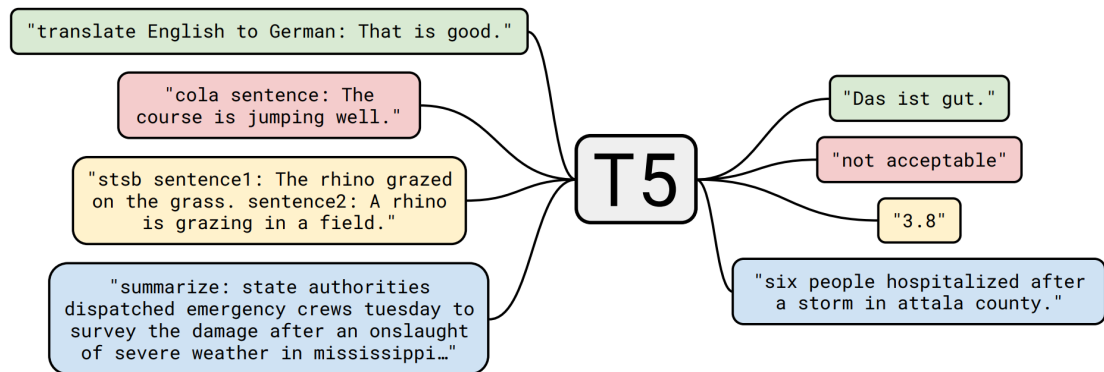 "translate English to German: That is good."
"cola sentence: The
course is jumping well."
"stsb sentence1: The rhino grazed
on the grass. sentence2: A rhino
is grazing in a field."
"summarize: state authorities
dispatched emergency crews tuesday to
survey the damage after an onslaught
of severe weather in mississippi…"
T5
"Das ist gut."
"not acceptable"
"3.8"
"six people hospitalized after
a storm in attala county."